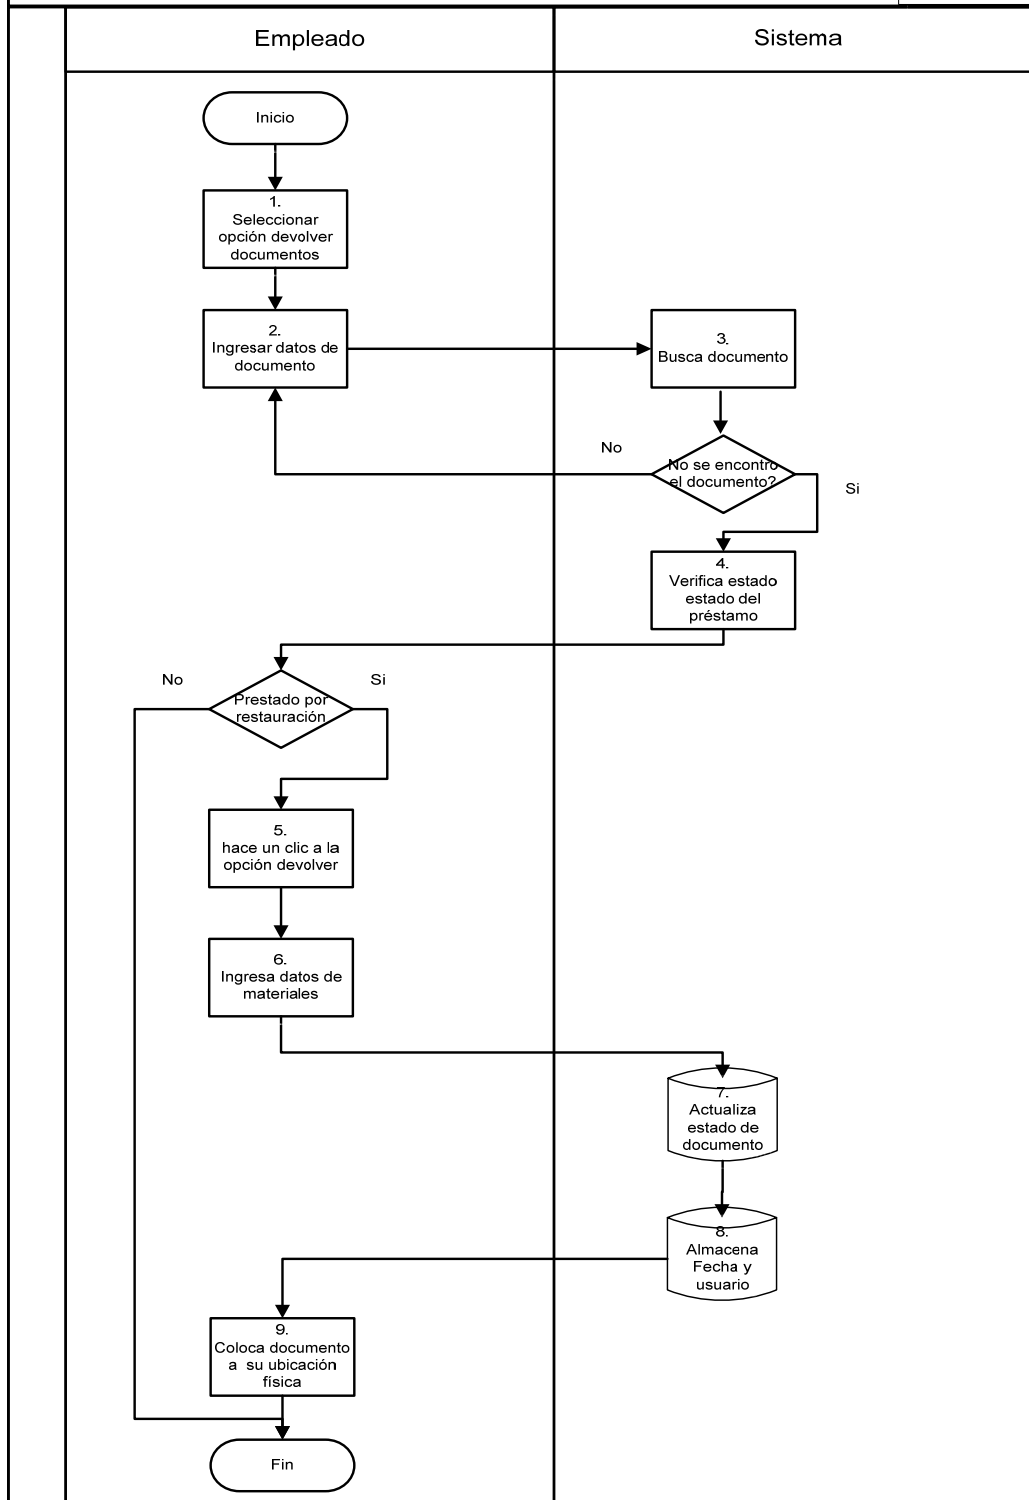 Empleado
Sistema
Inicio
1.
Seleccionar
opción devolver
documentos
2.
Ingresar datos de
documento
3.
Busca documento
No
No se encontro
el documento?
Si
4.
Verifica estado
estado del
préstamo
No
Si
Prestado por
restauración
5.
hace un clic a la
opción devolver
6.
Ingresa datos de
materiales
7.
Actualiza
estado de
documento
8.
Almacena
Fecha y
usuario
9.
Coloca documento
a su ubicación
física
Fin